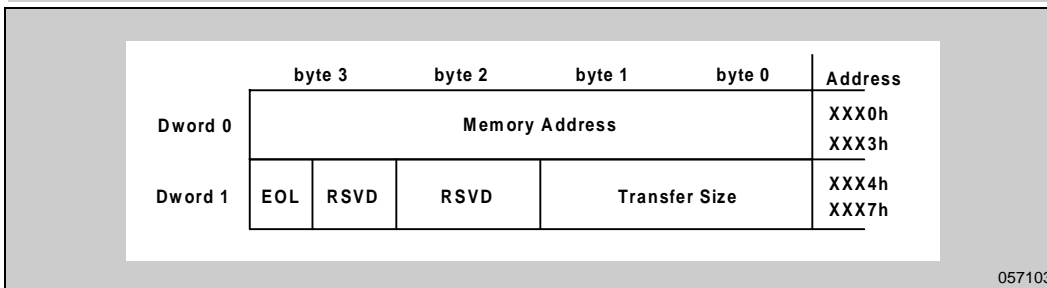 byte 3 byte 2 byte 1 byte 0 Address
Dword 0 Memory Address XXX0h
XXX3h
Dword 1 EOL RSVD RSVD Transfer Size XXX4h
XXX7h
057103